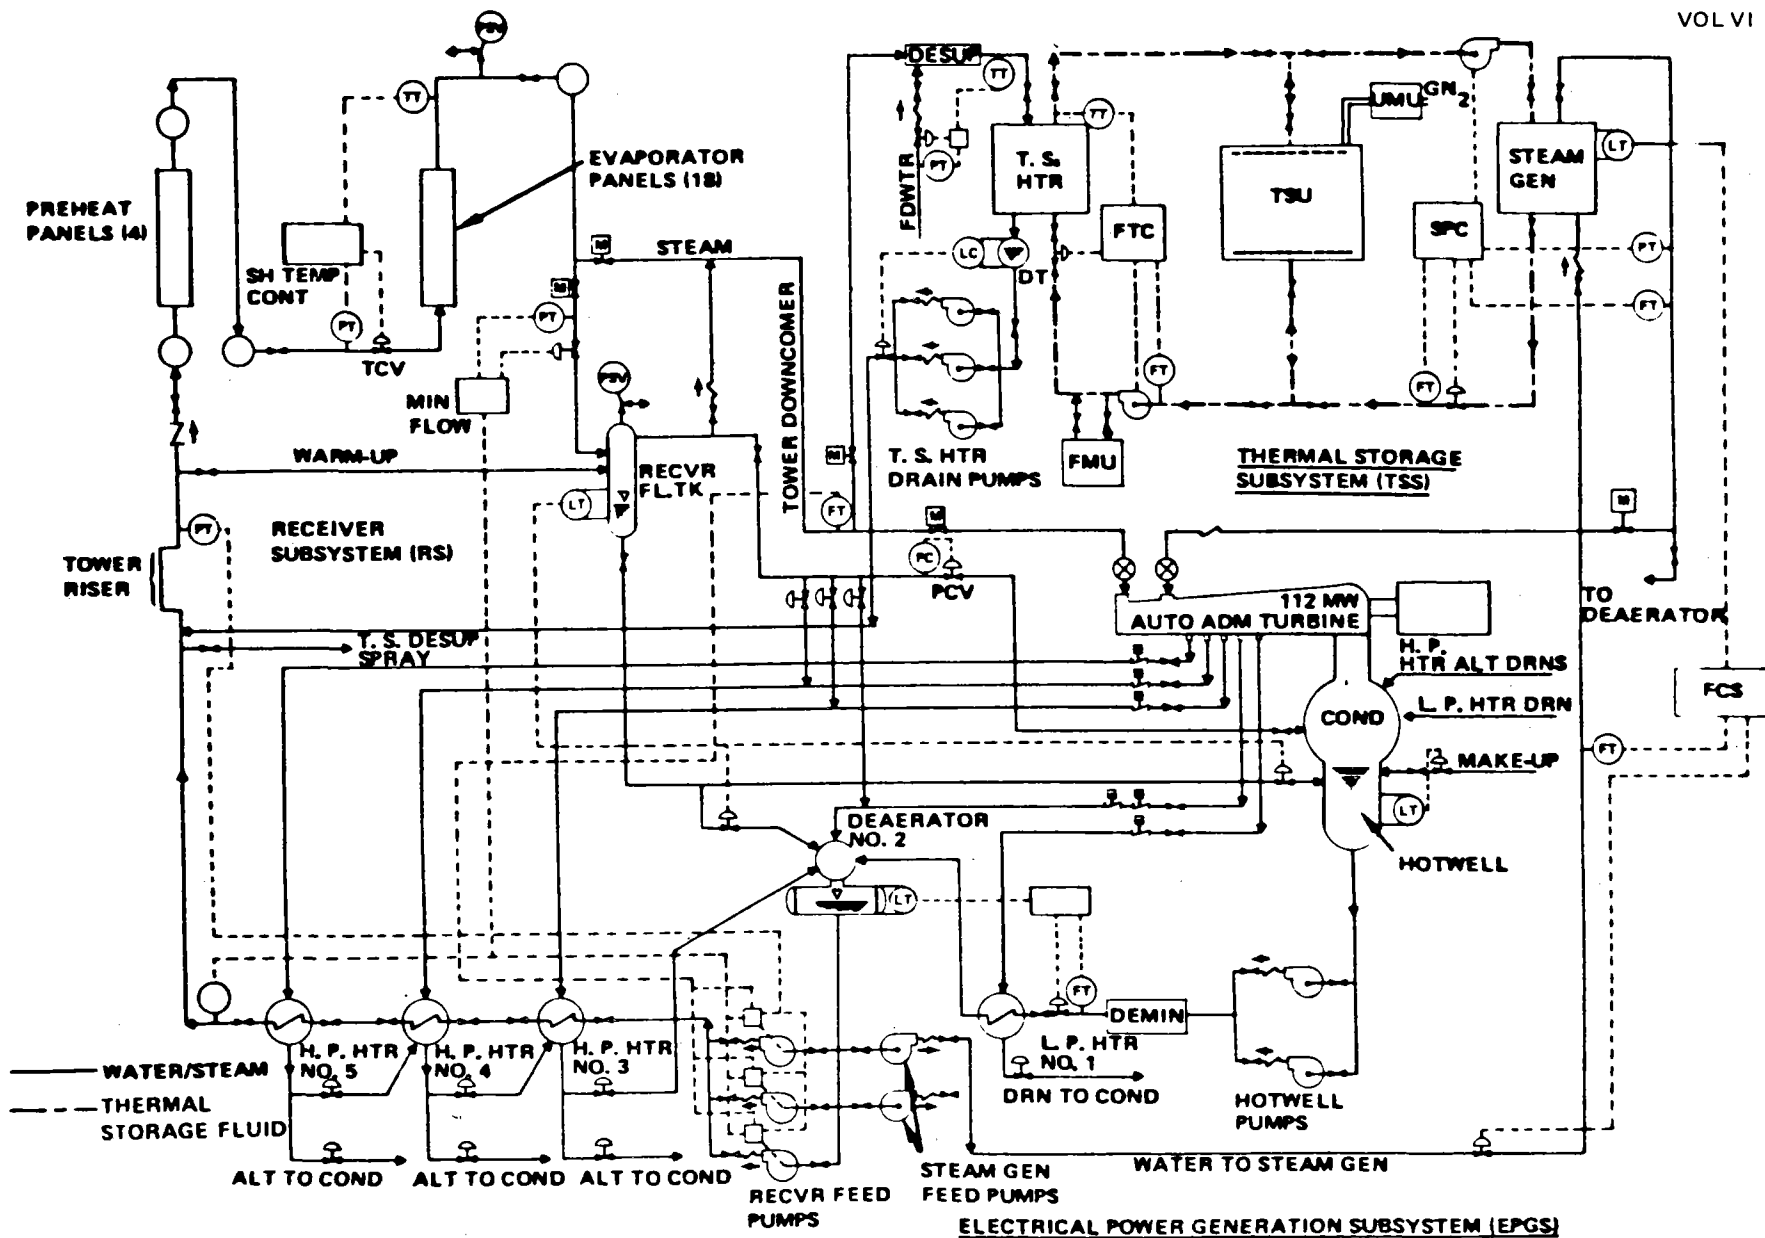 VOL VI
PSV
DESUP
TT
TT
TT
UMU
GN2
EVAPORATOR
PANELS (18)
T. S.
HTR
TSU
STEAM
GEN
LT
PT
FDWTR
PREHEAT
PANELS (4)
FTC
SPC
PT
SH TEMP
CONT
M
STEAM
LC
DT
M
PT
PT
FT
TCV
FT
FT
PSV
MIN
FLOW
TOWER DOWNCOMER
WARM-UP
RECVR
FL. TK
M
T. S. HTR
DRAIN PUMPS
FMU
THERMAL STORAGE
SUBSYSTEM (TSS)
LT
FT
M
M
PT
RECEIVER
SUBSYSTEM (RS)
TOWER
RISER
PC
PCV
112 MW
AUTO ADM TURBINE
TO
DEAERATOR
T. S. DESUP
SPRAY
H. P.
HTR ALT DRNS
FCS
COND
L. P. HTR DRN
FT
MAKE-UP
LT
DEAERATOR
NO. 2
HOTWELL
LT
FT
DEMIN
H. P. HTR
NO. 5
H. P. HTR
NO. 4
H. P. HTR
NO. 3
L. P. HTR
NO. 1
WATER/STEAM
DRN TO COND
HOTWELL
PUMPS
THERMAL
STORAGE FLUID
ALT TO COND
ALT TO COND
ALT TO COND
WATER TO STEAM GEN
STEAM GEN
FEED PUMPS
RECVR FEED
PUMPS
ELECTRICAL POWER GENERATION SUBSYSTEM (EPGS)